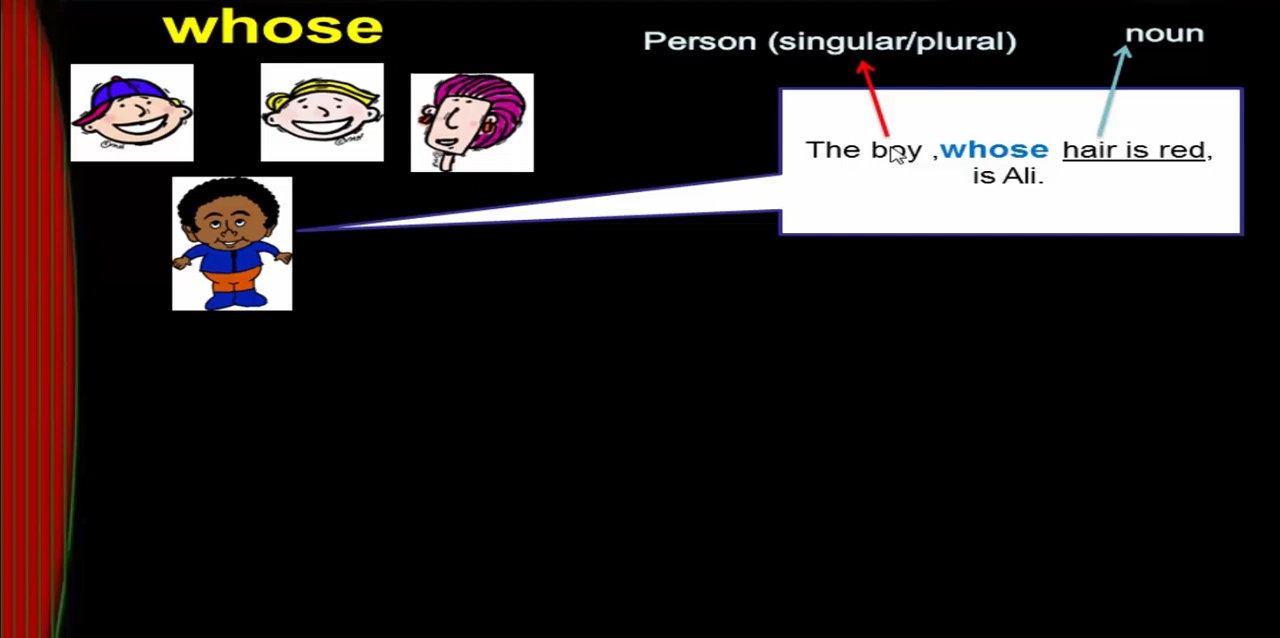 whose
Person (singular/plural)
noun
The boy ,whose hair is red,
is Ali.